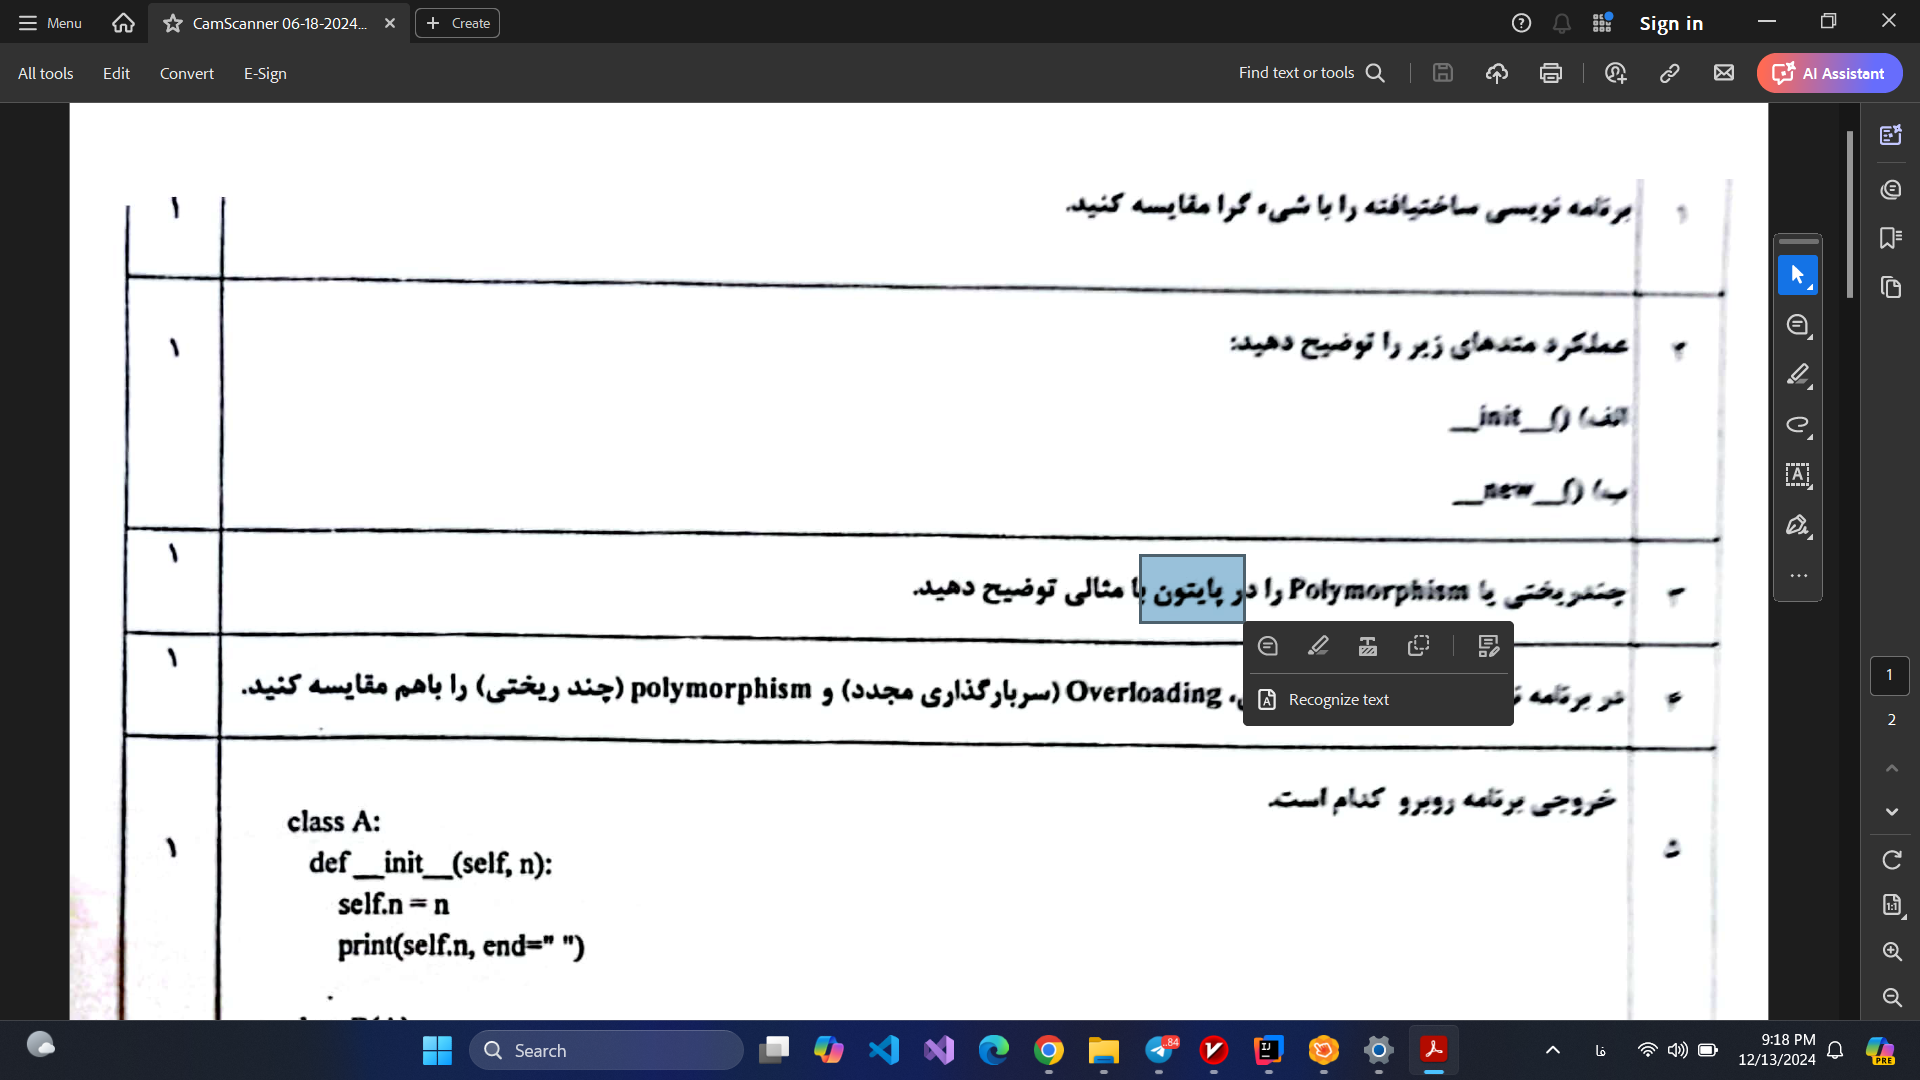 Menu
CamScanner 06-18-2024...
Create
Sign in
All tools
Edit
Convert
E-Sign
Find text or tools
AI Assistant
۱
برنامه نویسی ساختیافته را با شیء گرا مقایسه کنید.
۱
۲
عملکرد متدهای زیر را توضیح دهید:
الف) __init__()
ب) __new__()
۱
۳
چندریختی یا Polymorphism را در پایتون با مثالی توضیح دهید.
۱
۴
در برنامه
، Overloading (سربارگذاری مجدد) و polymorphism (چند ریختی) را باهم مقایسه کنید.
Recognize text
۵
خروجی برنامه روبرو کدام است.
۱
class A:
def __init__(self, n):
self.n = n
print(self.n, end=" ")
1
2
Search
84
فا
9:18 PM
12/13/2024
PRE